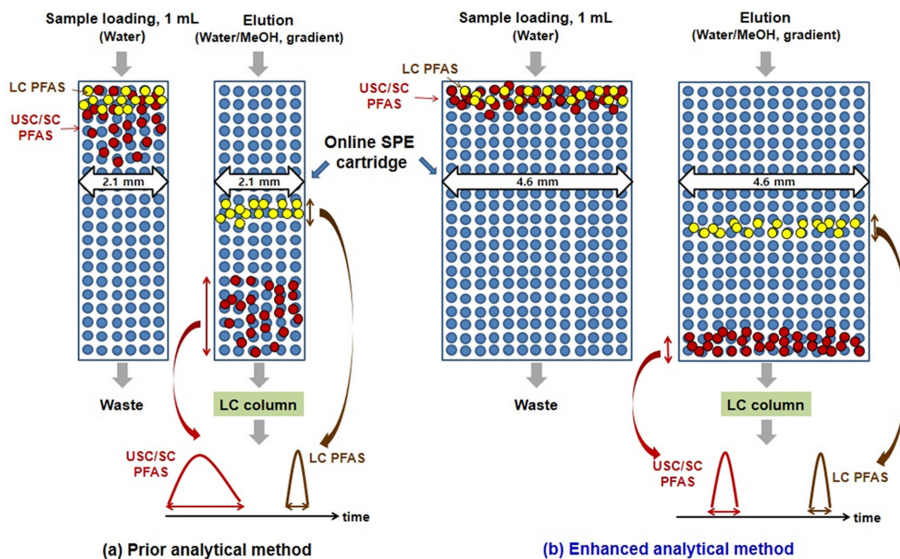 Sample loading, 1 mL
(Water)
Elution
(Water/MeOH, gradient)
LC PFAS
USC/SC
PFAS
2.1 mm
2.1 mm
Online SPE
cartridge
Waste
LC column
USC/SC
PFAS
LC PFAS
time
(a) Prior analytical method
Sample loading, 1 mL
(Water)
Elution
(Water/MeOH, gradient)
LC PFAS
USC/SC
PFAS
4.6 mm
4.6 mm
Waste
LC column
USC/SC
PFAS
LC PFAS
time
(b) Enhanced analytical method